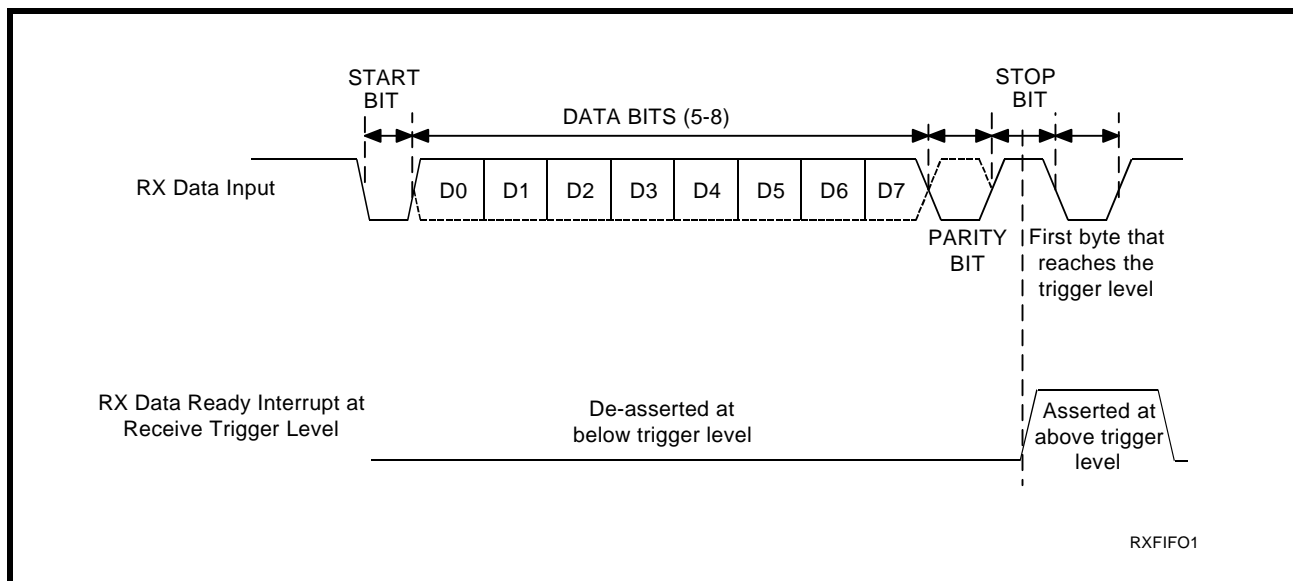 START
BIT
DATA BITS (5-8)
STOP
BIT
RX Data Input
D0 D1 D2 D3 D4 D5 D6 D7
PARITY
BIT
First byte that
reaches the
trigger level
RX Data Ready Interrupt at
Receive Trigger Level
De-asserted at
below trigger level
Asserted at
above trigger
level
RXFIFO1